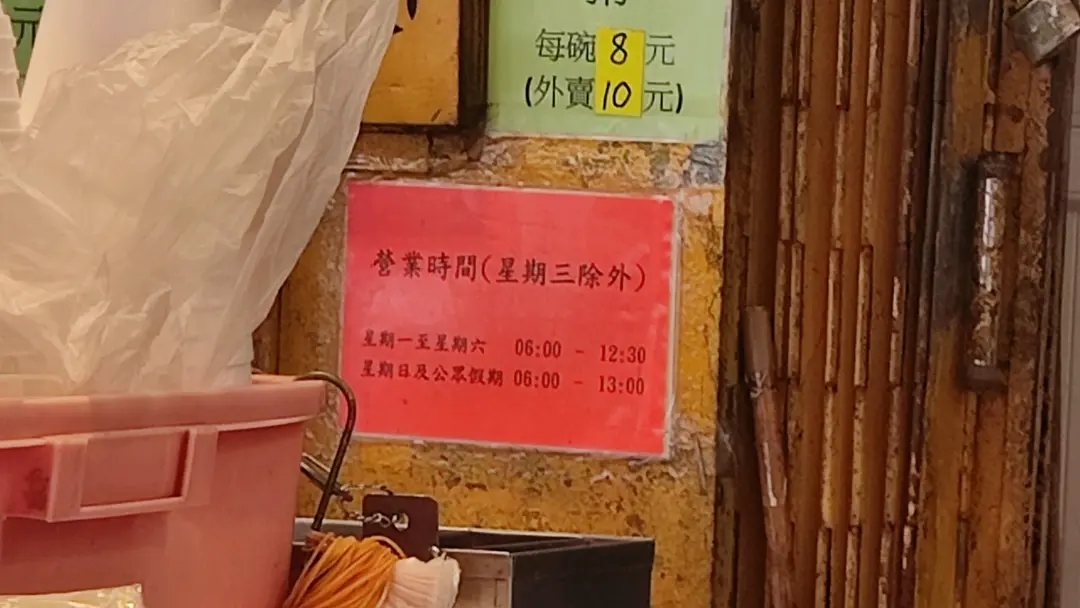 元
每碗8元
(外賣10元)
營業時間(星期三除外)
星期一至星期六 06:00 - 12:30
星期日及公眾假期 06:00 - 13:00